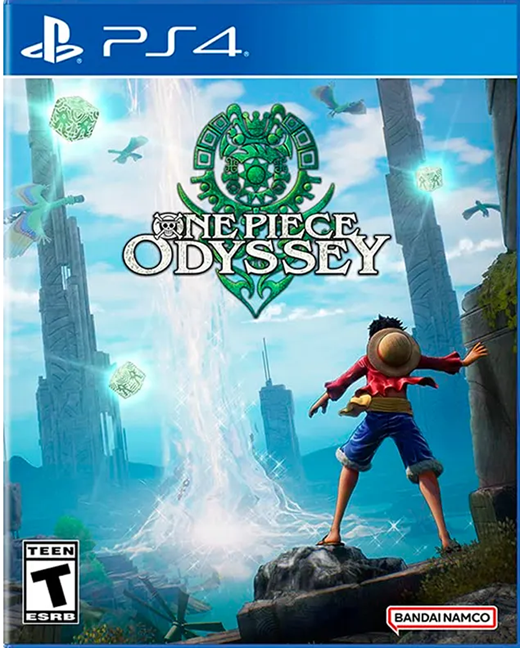 PS4
ONE PIECE
ODYSSEY
TEEN
T
ESRB
BANDAI NAMCO